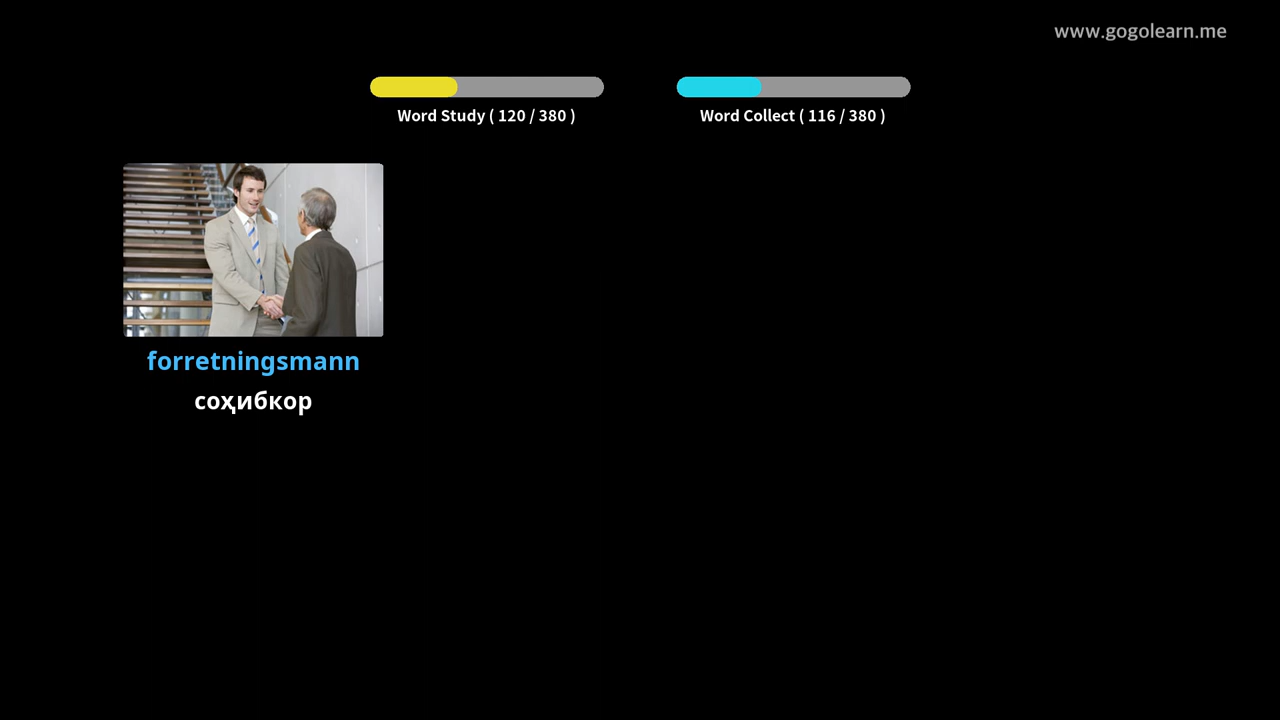 www.gogolearn.me
Word Study ( 120 / 380 )
Word Collect ( 116 / 380 )
forretningsmann
соҳибкор